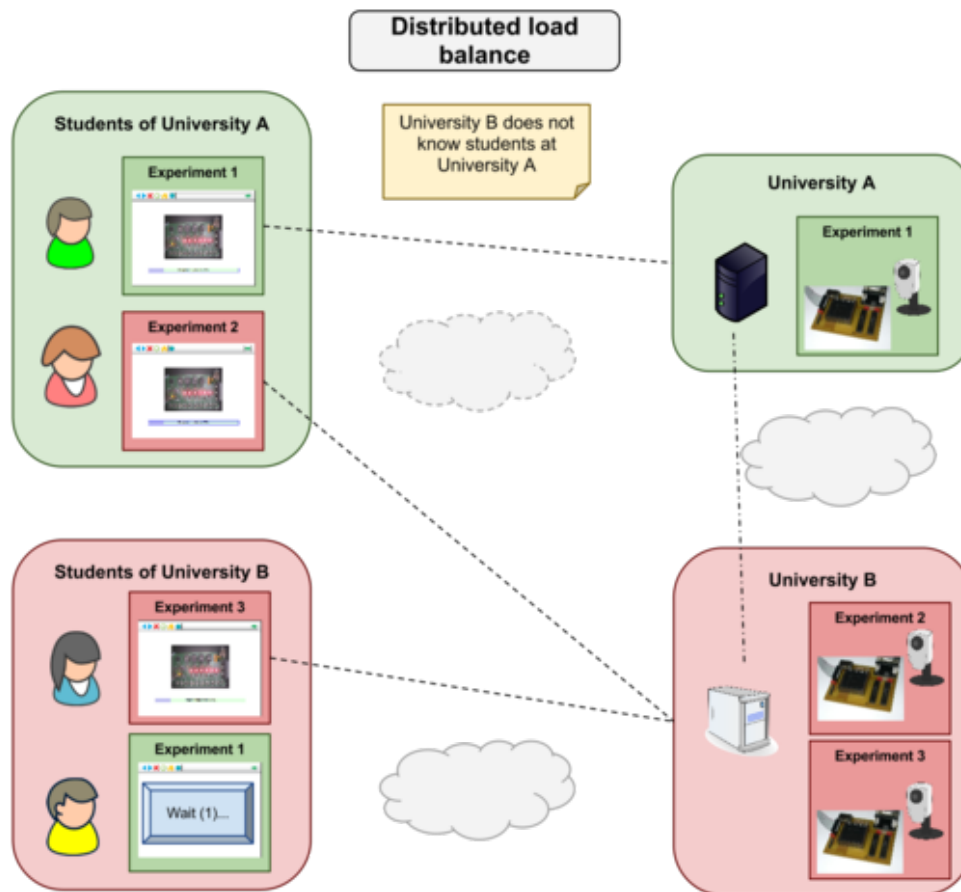 Distributed load
balance
Students of University A
University B does not
know students at
University A
Experiment 1
Experiment 2
University A
Experiment 1
Students of University B
Experiment 3
Experiment 1
Wait (1)...
University B
Experiment 2
Experiment 3